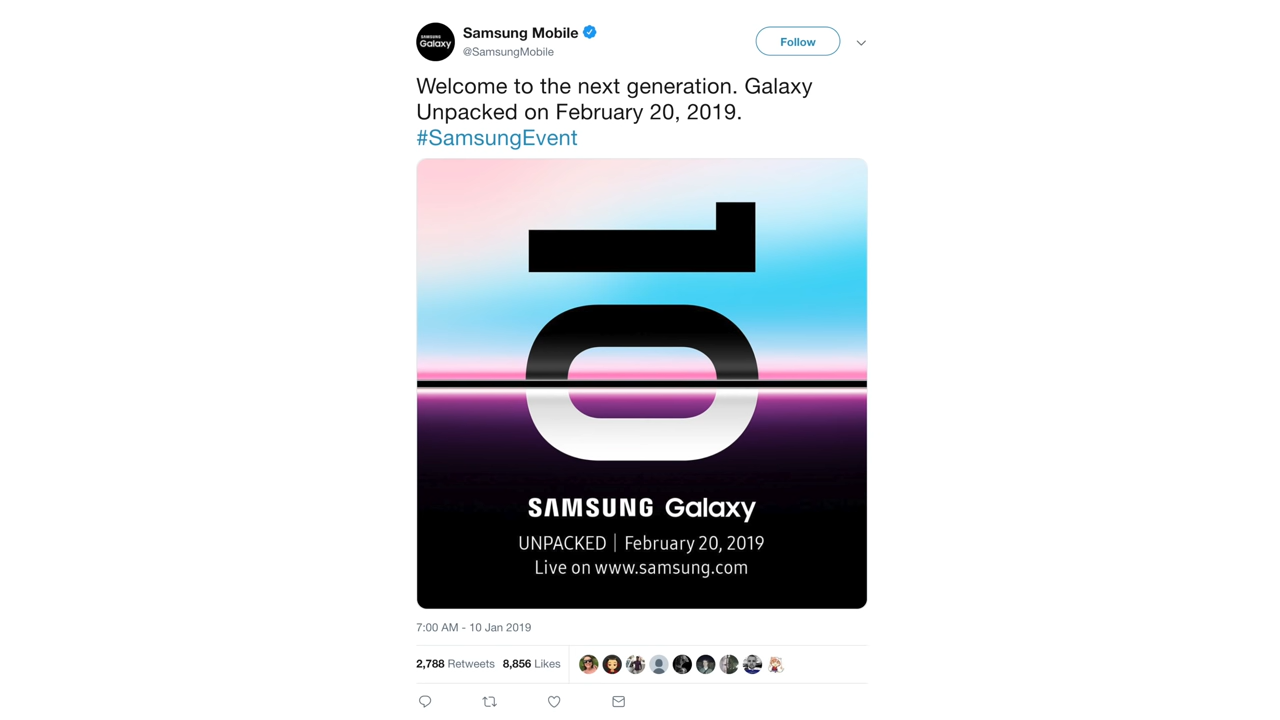 SAMSUNG
Galaxy
Samsung Mobile
@SamsungMobile
Follow
Welcome to the next generation. Galaxy
Unpacked on February 20, 2019.
#SamsungEvent
10
SAMSUNG Galaxy
UNPACKED | February 20, 2019
Live on www.samsung.com
7:00 AM - 10 Jan 2019
2,788 Retweets 8,856 Likes